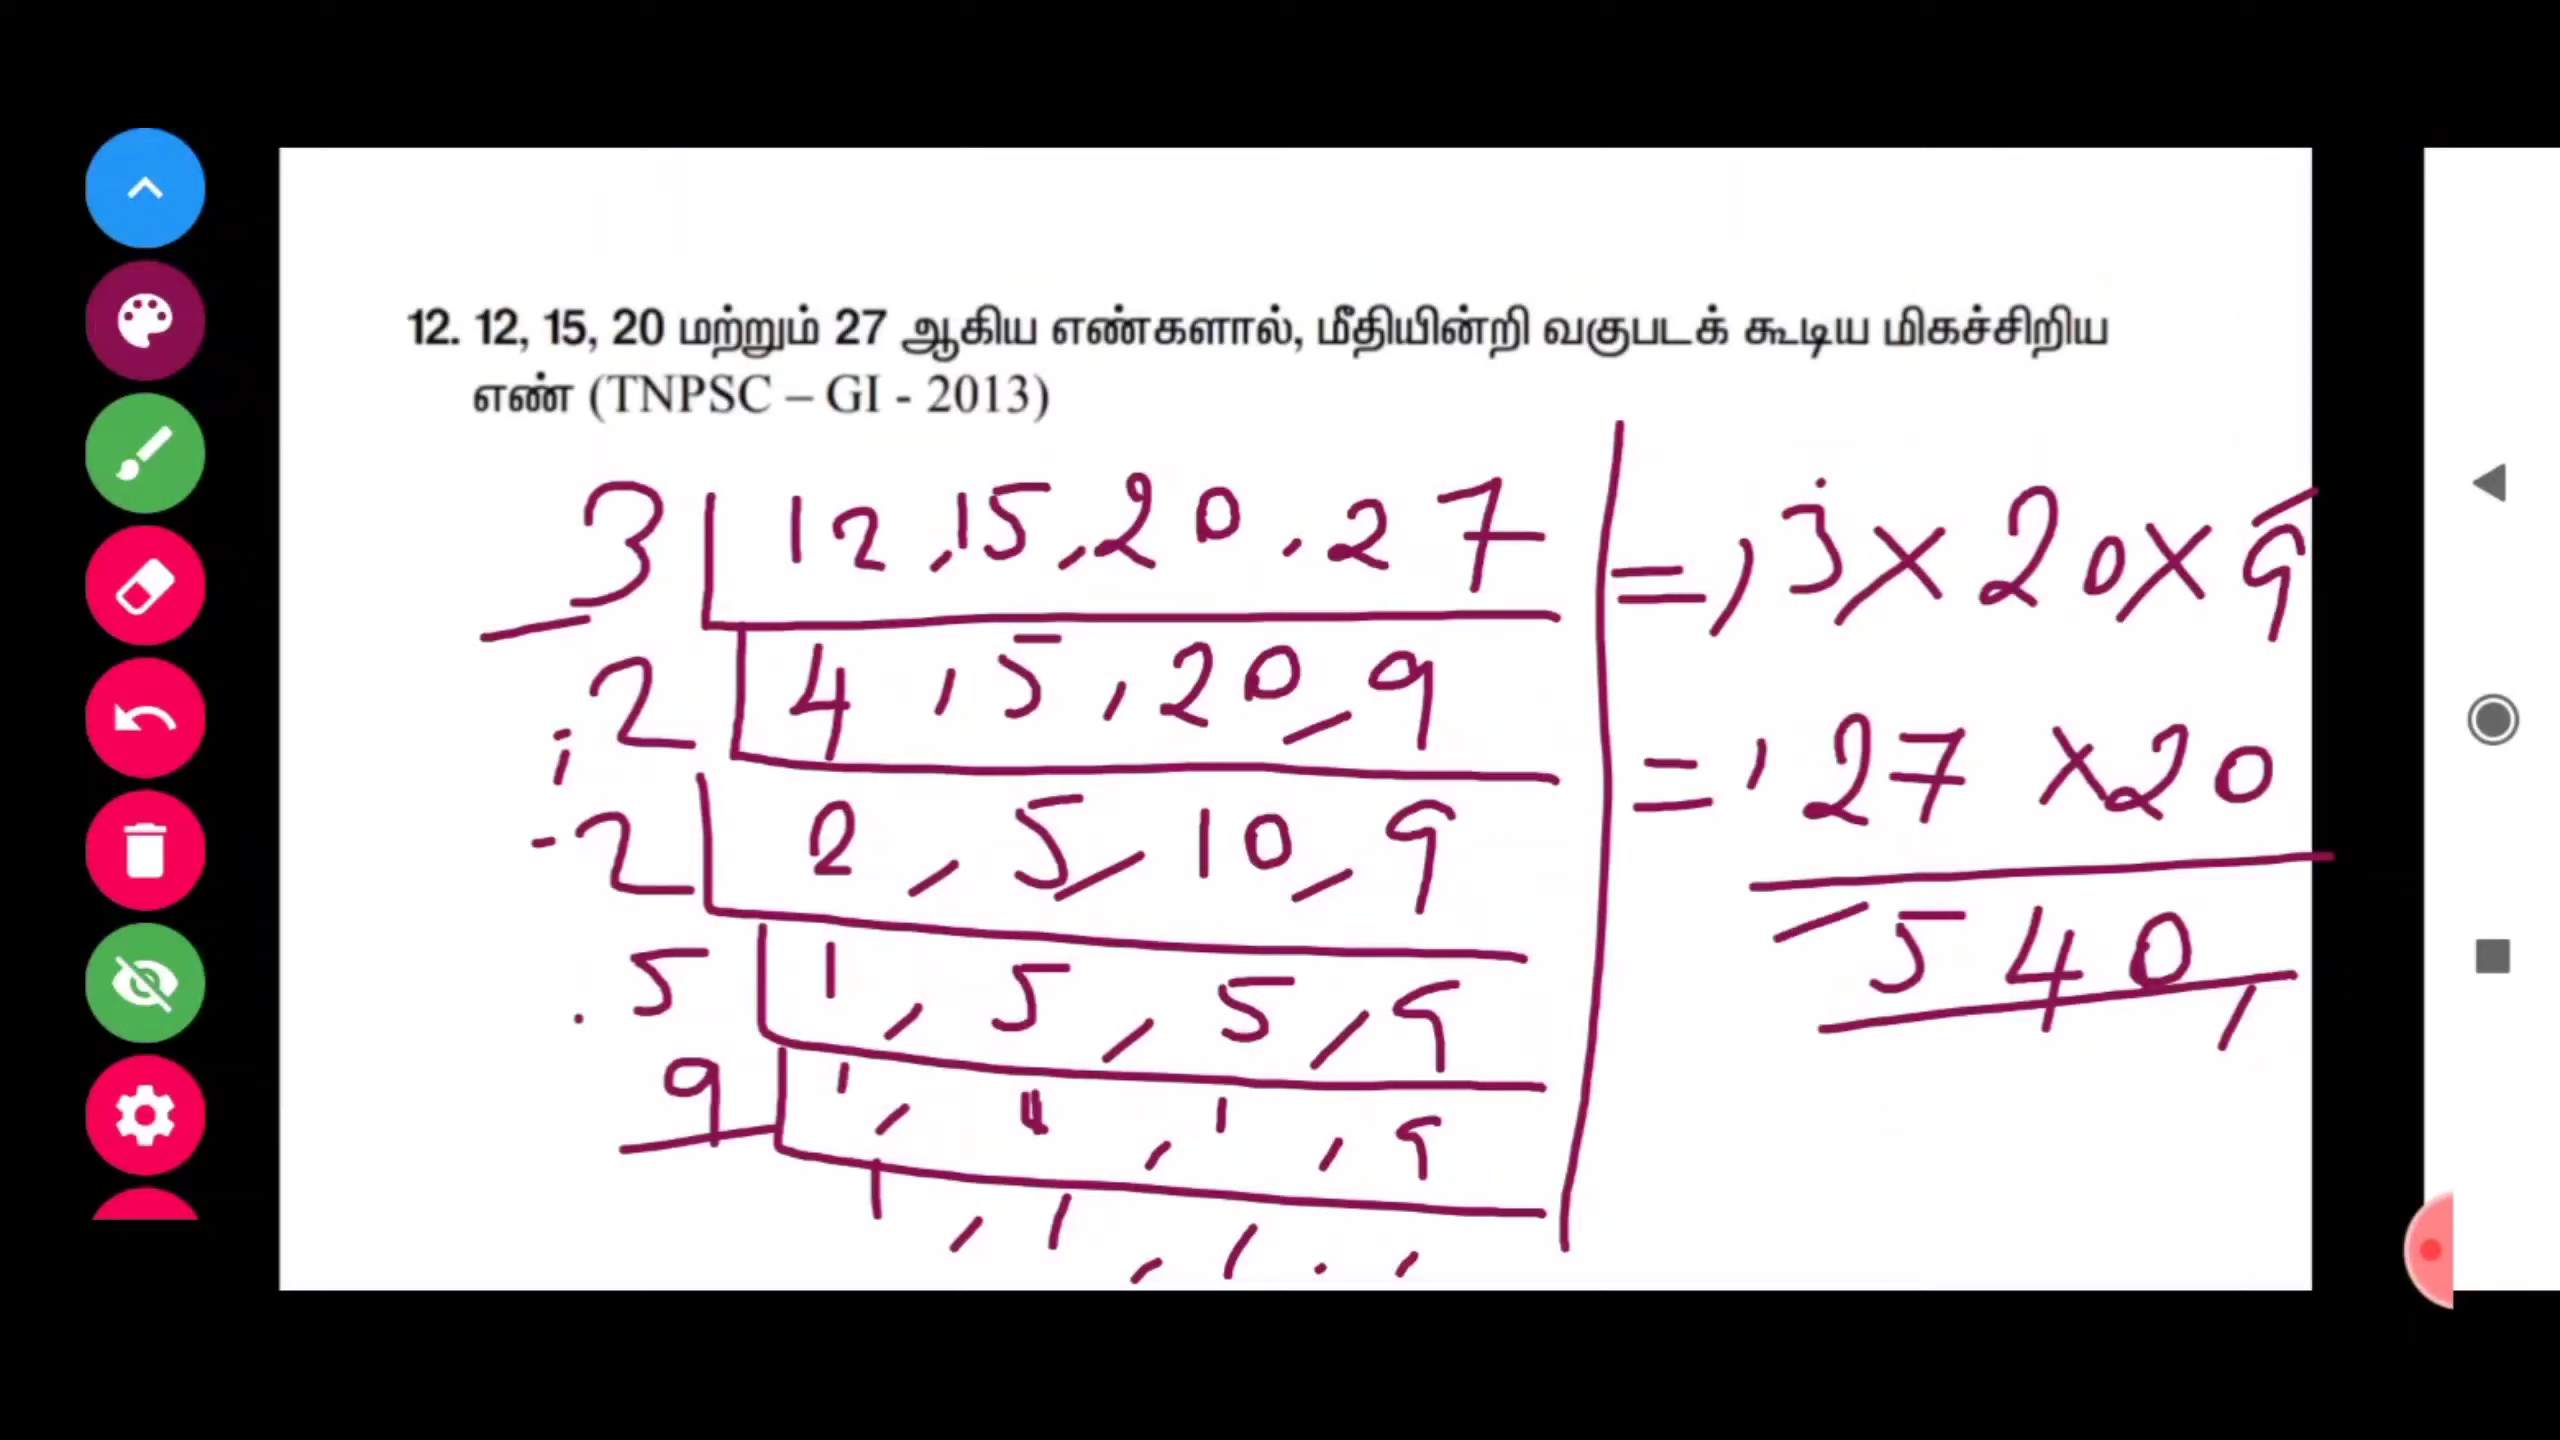 12. 12, 15, 20 மற்றும் 27 ஆகிய எண்களால், மீதியின்றி வகுபடக் கூடிய மிகச்சிறிய
எண் (TNPSC – GI - 2013)
3 | 12, 15, 20, 27
2 | 4, 5, 20, 9
2 | 2, 5, 10, 9
5 | 1, 5, 5, 9
9 | 1, 1, 1, 9
1, 1, 1, 1
= 3 × 20 × 9
= 27 × 20
540